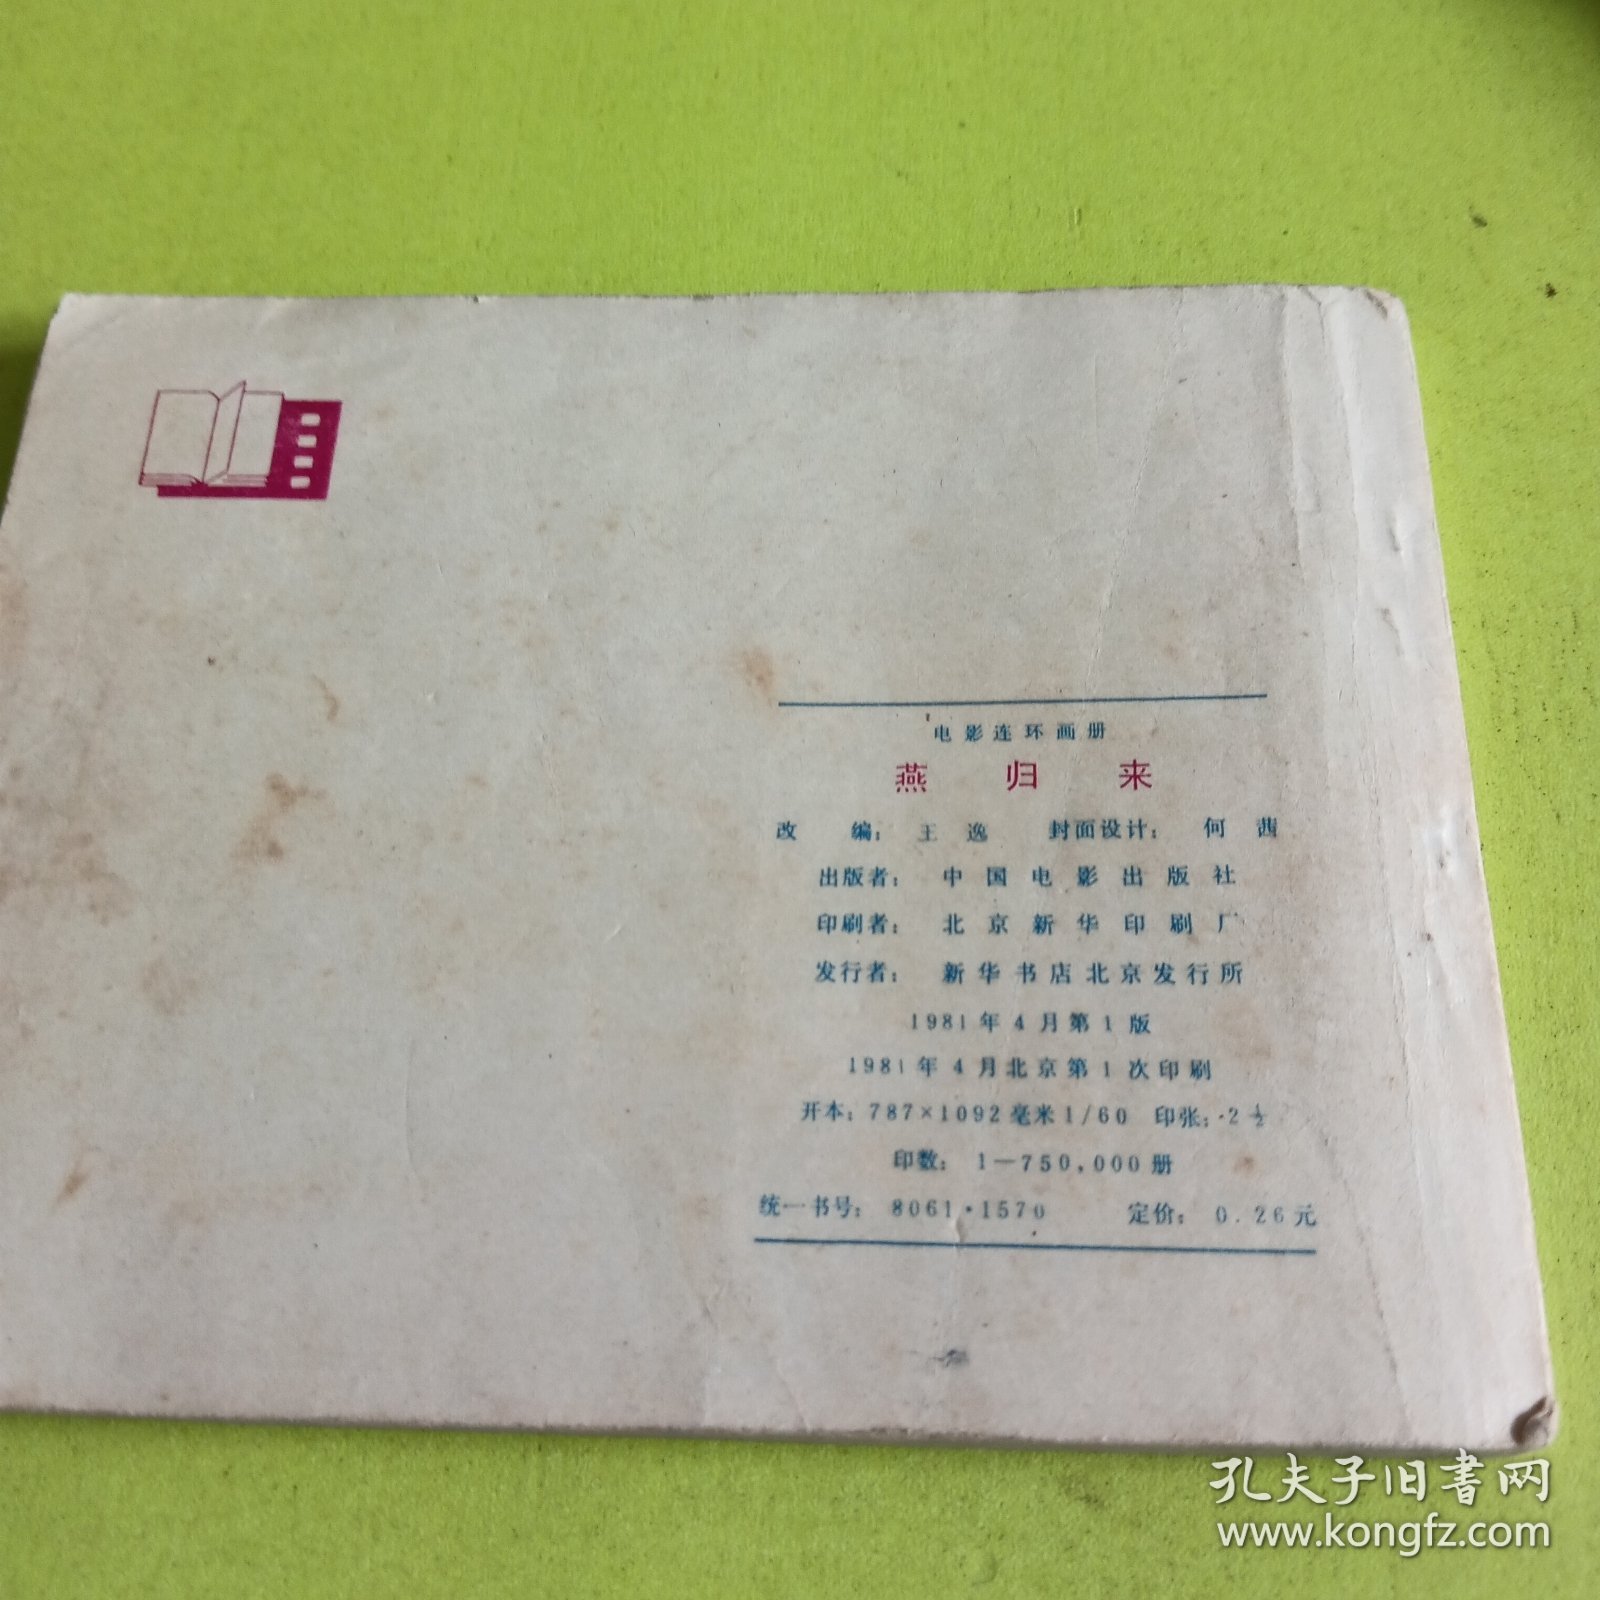 电影连环画册
燕归来
改编：王逸 封面设计：何茜
出版者：中国电影出版社
印刷者：北京新华印刷厂
发行者：新华书店北京发行所
1981年4月第1版
1981年4月北京第1次印刷
开本：787×1092毫米1/60 印张：2½
印数：1—750,000册
统一书号：8061·1570 定价：0.26元
孔夫子旧书网
www.kongfz.com